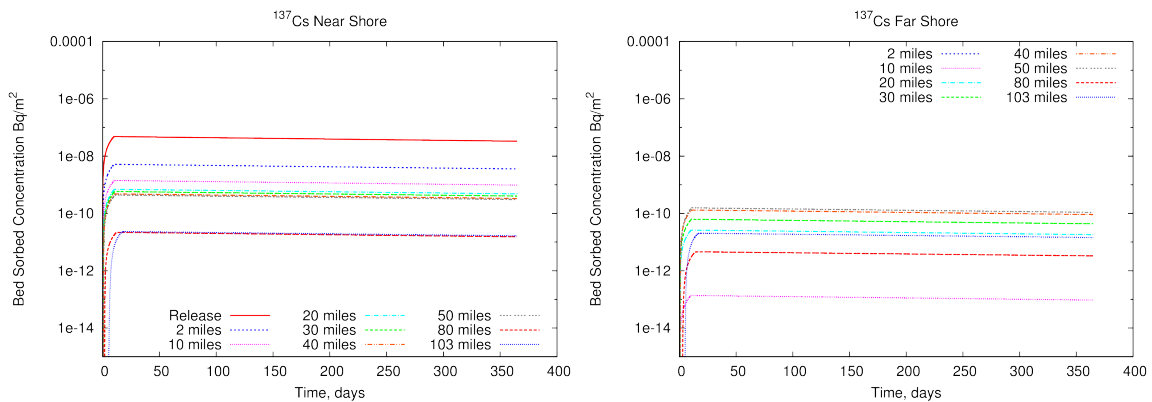 ¹³⁷Cs Near Shore
Bed Sorbed Concentration Bq/m²
0.0001
1e-06
1e-08
1e-10
1e-12
1e-14
0 50 100 150 200 250 300 350 400
Time, days
Release 20 miles 50 miles
2 miles 30 miles 80 miles
10 miles 40 miles 103 miles
¹³⁷Cs Far Shore
Bed Sorbed Concentration Bq/m²
0.0001
1e-06
1e-08
1e-10
1e-12
1e-14
0 50 100 150 200 250 300 350 400
Time, days
2 miles 40 miles
10 miles 50 miles
20 miles 80 miles
30 miles 103 miles